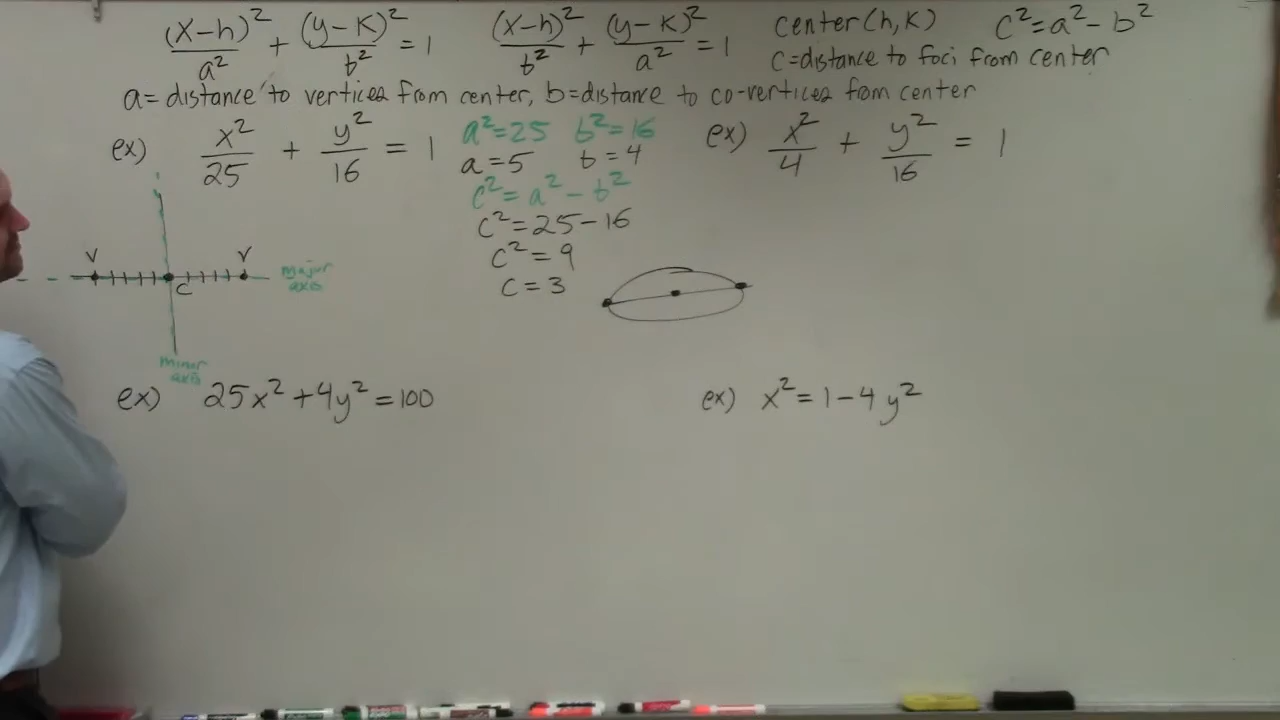 (x-h)²/a² + (y-k)²/b² = 1 (x-h)²/b² + (y-k)²/a² = 1 center(h,k) c²=a²-b²
c=distance to foci from center
a= distance to vertices from center, b=distance to co-vertices from center
ex) x²/25 + y²/16 = 1
a²=25 b²=16
a=5 b=4
c²=a²-b²
c²=25-16
c²=9
c=3
V V
C
major
axis
minor
axis
ex) x²/4 + y²/16 = 1
ex) 25x²+4y²=100
ex) x²=1-4y²